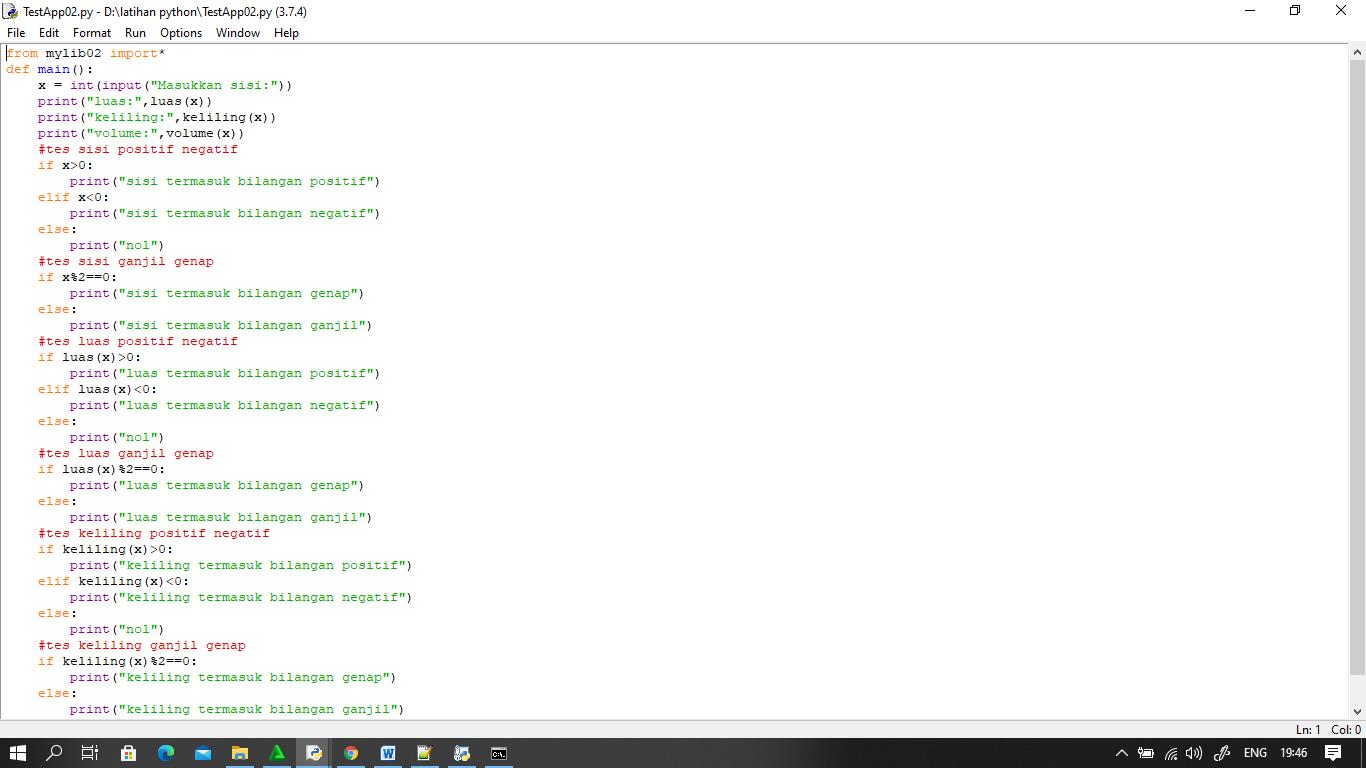 TestApp02.py - D:\latihan python\TestApp02.py (3.7.4)
File Edit Format Run Options Window Help
from mylib02 import*
def main():
    x = int(input("Masukkan sisi:"))
    print("luas:",luas(x))
    print("keliling:",keliling(x))
    print("volume:",volume(x))
    #tes sisi positif negatif
    if x>0:
        print("sisi termasuk bilangan positif")
    elif x<0:
        print("sisi termasuk bilangan negatif")
    else:
        print("nol")
    #tes sisi ganjil genap
    if x%2==0:
        print("sisi termasuk bilangan genap")
    else:
        print("sisi termasuk bilangan ganjil")
    #tes luas positif negatif
    if luas(x)>0:
        print("luas termasuk bilangan positif")
    elif luas(x)<0:
        print("luas termasuk bilangan negatif")
    else:
        print("nol")
    #tes luas ganjil genap
    if luas(x)%2==0:
        print("luas termasuk bilangan genap")
    else:
        print("luas termasuk bilangan ganjil")
    #tes keliling positif negatif
    if keliling(x)>0:
        print("keliling termasuk bilangan positif")
    elif keliling(x)<0:
        print("keliling termasuk bilangan negatif")
    else:
        print("nol")
    #tes keliling ganjil genap
    if keliling(x)%2==0:
        print("keliling termasuk bilangan genap")
    else:
        print("keliling termasuk bilangan ganjil")
Ln: 1 Col: 0
ENG 19:46